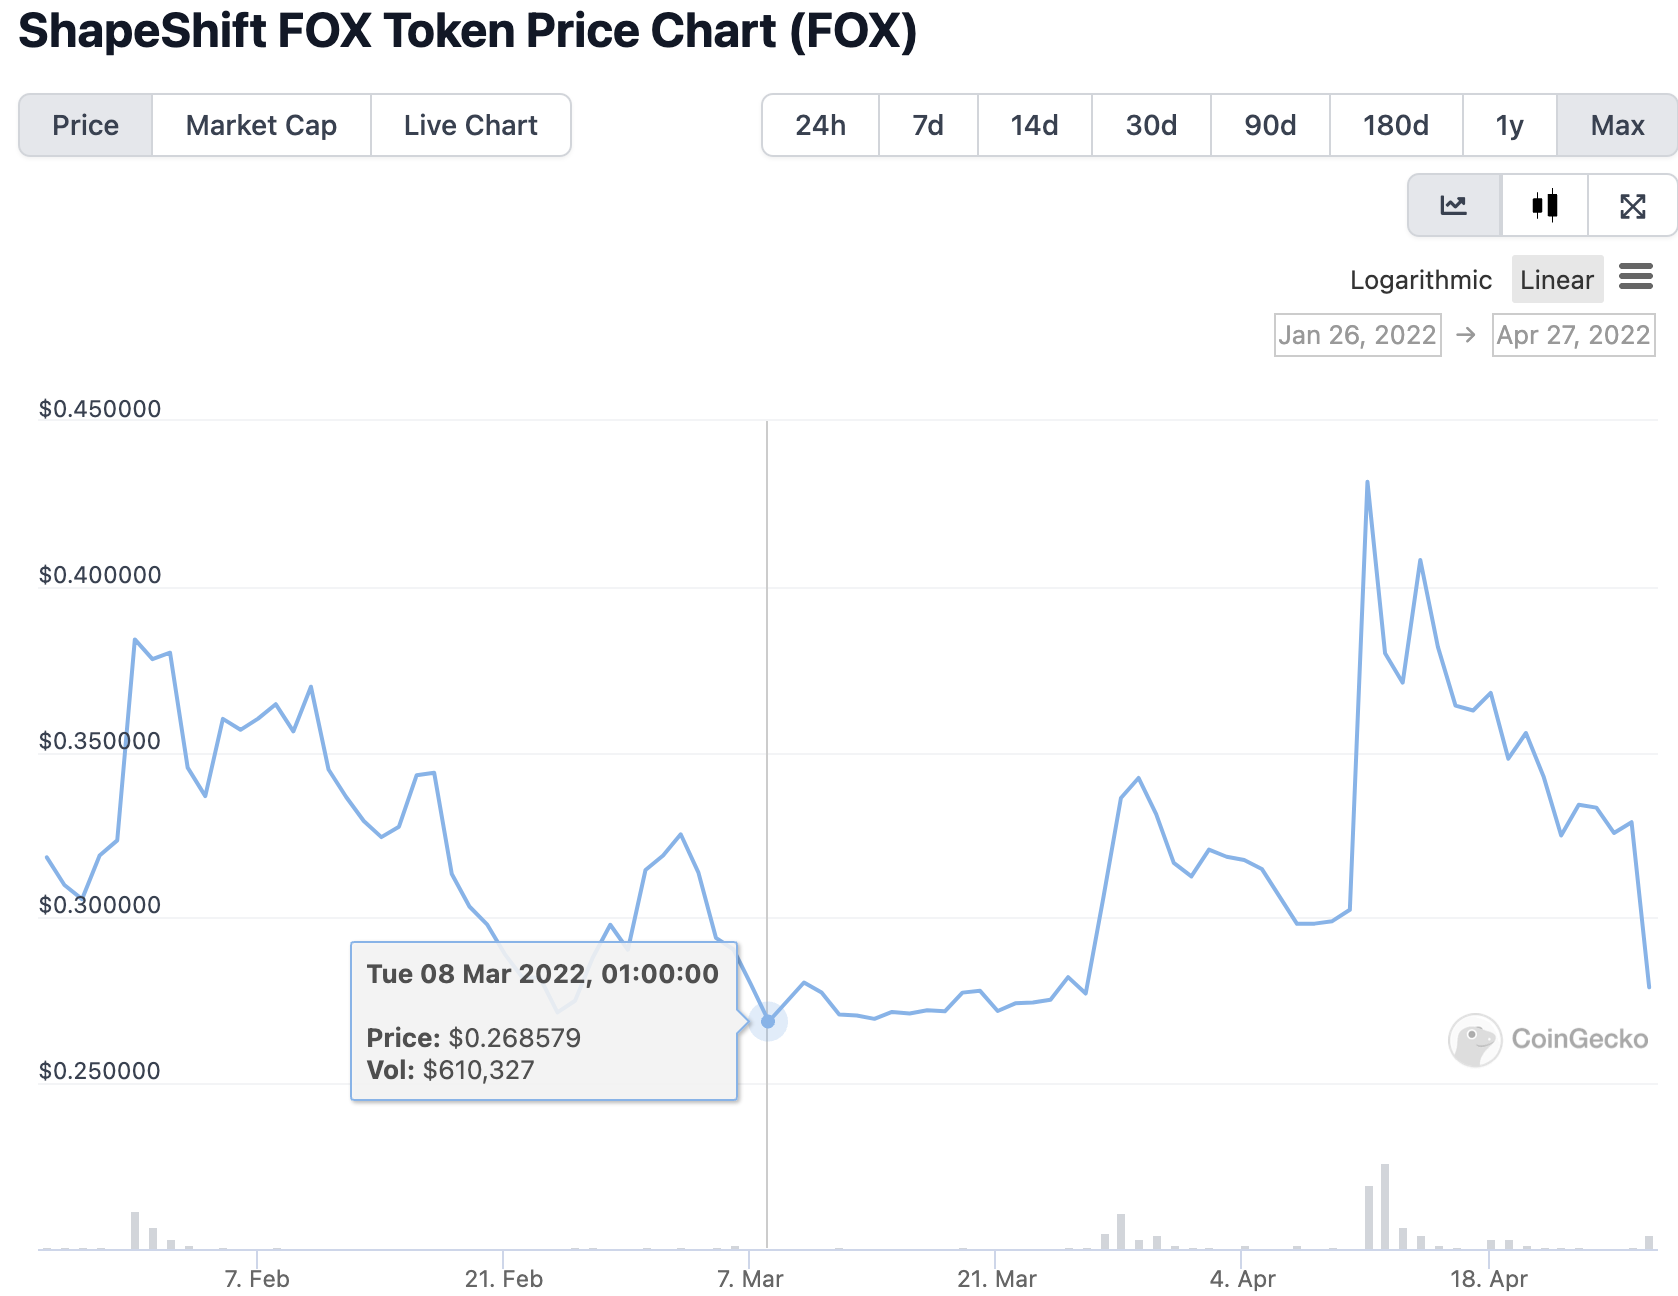 ShapeShift FOX Token Price Chart (FOX)
Price Market Cap Live Chart 24h 7d 14d 30d 90d 180d 1y Max
Logarithmic Linear
Jan 26, 2022 → Apr 27, 2022
$0.450000
$0.400000
$0.350000
$0.300000
Tue 08 Mar 2022, 01:00:00
Price: $0.268579
Vol: $610,327
CoinGecko
$0.250000
7. Feb 21. Feb 7. Mar 21. Mar 4. Apr 18. Apr